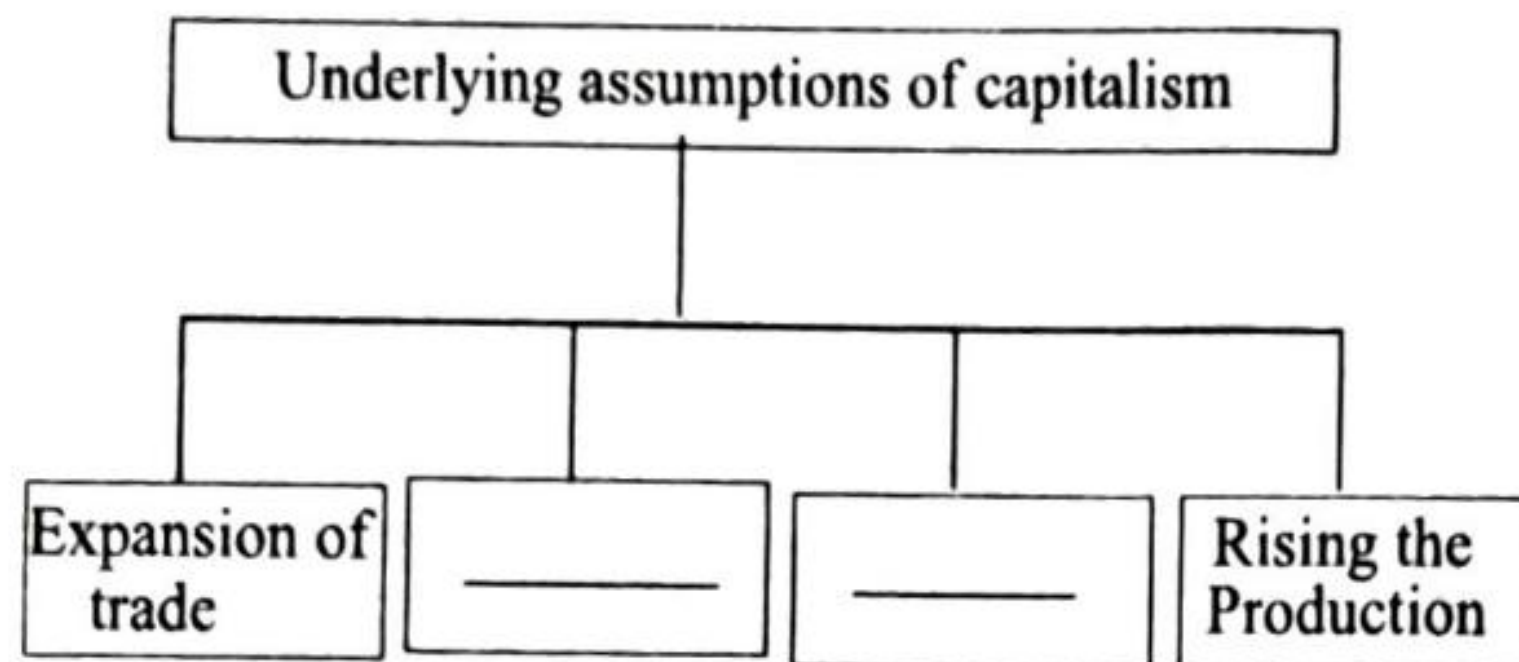 Underlying assumptions of capitalism
Expansion of
trade
Rising the
Production